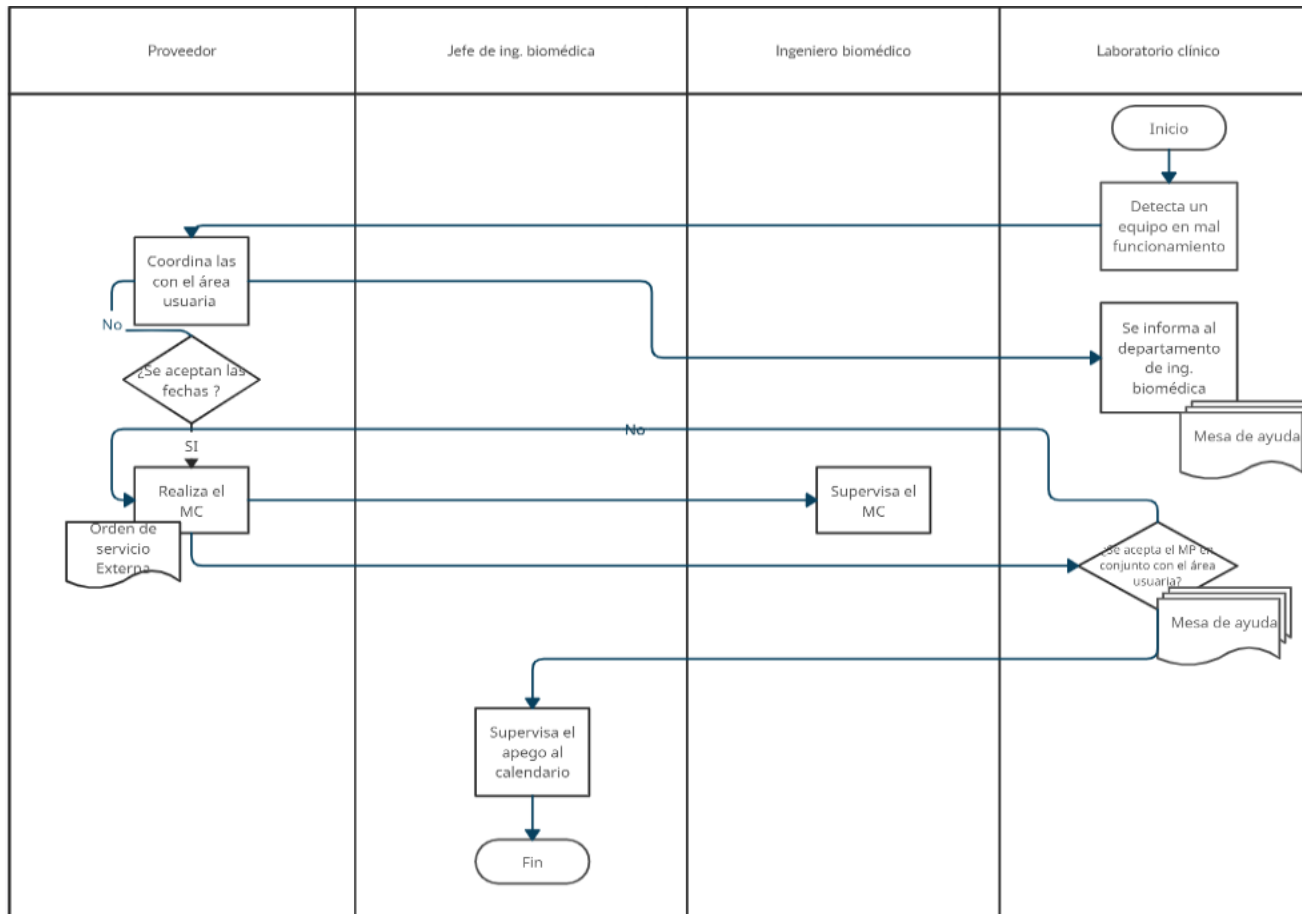 Proveedor
Jefe de ing. biomédica
Ingeniero biomédico
Laboratorio clínico
Inicio
Detecta un
equipo en mal
funcionamiento
Coordina las
con el área
usuaria
No
¿Se aceptan las
fechas ?
SI
Se informa al
departamento
de ing.
biomédica
Mesa de ayuda
No
Realiza el
MC
Orden de
servicio
Externa
Supervisa el
MC
¿Se acepta el MP en
conjunto con el área
usuaria?
Mesa de ayuda
Supervisa el
apego al
calendario
Fin